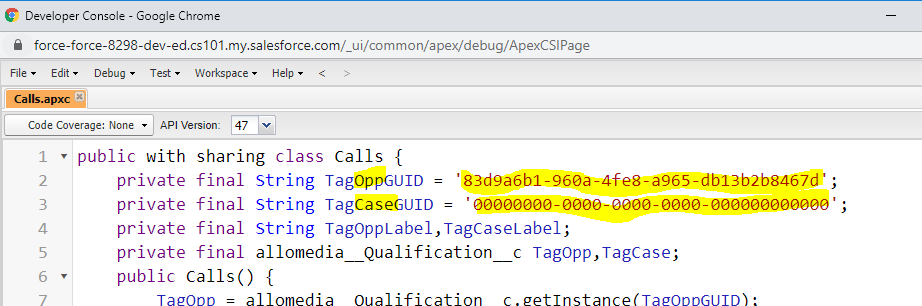 Developer Console - Google Chrome
force-force-8298-dev-ed.cs101.my.salesforce.com/_ui/common/apex/debug/ApexCSIPage
File Edit Debug Test Workspace Help < >
Calls.apxc
Code Coverage: None API Version: 47
1 public with sharing class Calls {
2 private final String TagOppGUID = '83d9a6b1-960a-4fe8-a965-db13b2b8467d';
3 private final String TagCaseGUID = '00000000-0000-0000-0000-000000000000';
4 private final String TagOppLabel,TagCaseLabel;
5 private final allomedia__Qualification__c TagOpp,TagCase;
6 public Calls() {
7 TagOpp = allomedia__Qualification__c.getInstance(TagOppGUID);